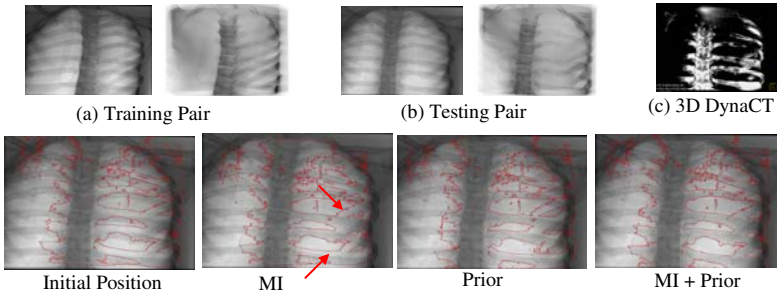 (a) Training Pair
(b) Testing Pair
(c) 3D DynaCT
Initial Position
MI
Prior
MI + Prior